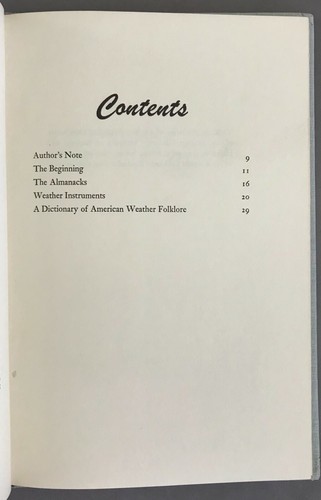 Contents
Author's Note 9
The Beginning 11
The Almanacks 16
Weather Instruments 20
A Dictionary of American Weather Folklore 29